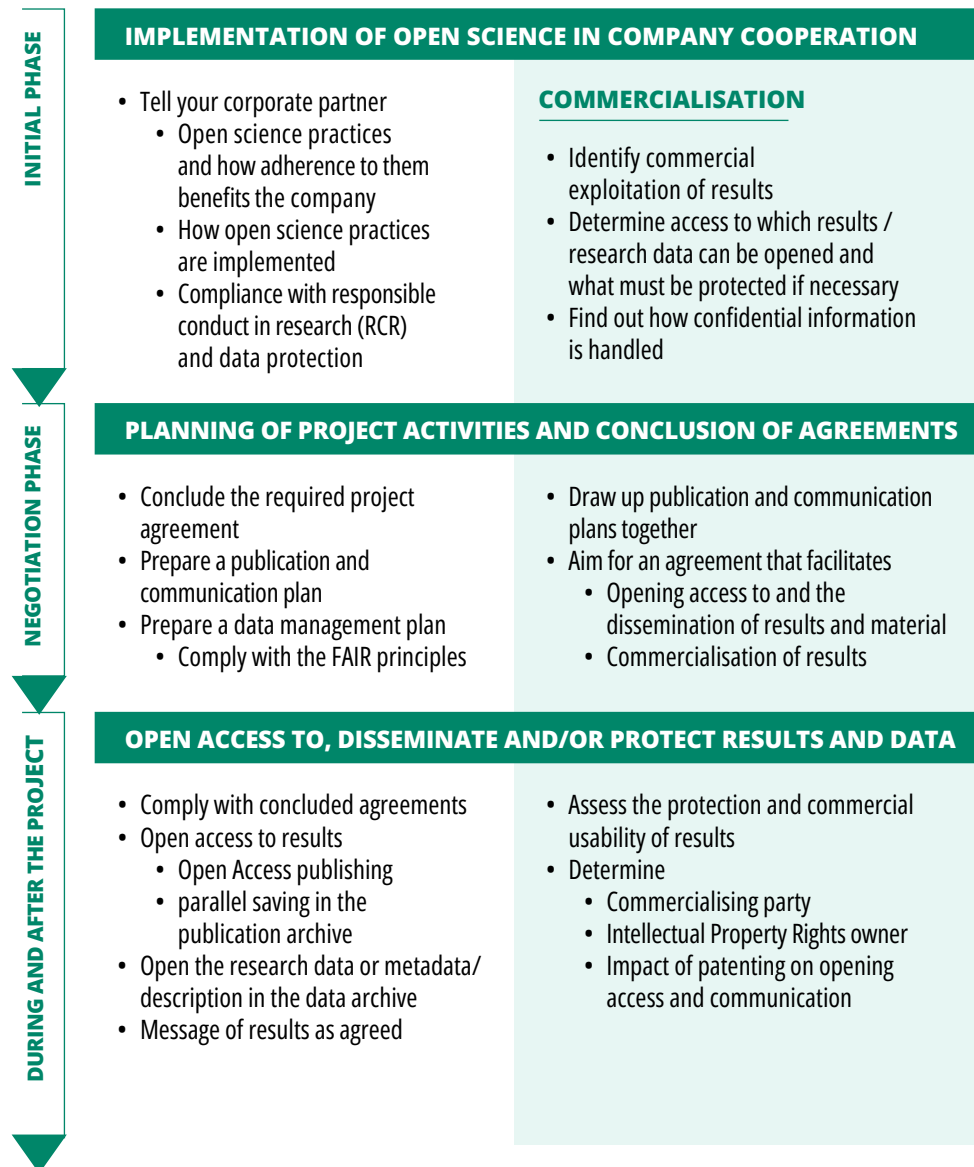 INITIAL PHASE
IMPLEMENTATION OF OPEN SCIENCE IN COMPANY COOPERATION
• Tell your corporate partner
• Open science practices
and how adherence to them
benefits the company
• How open science practices
are implemented
• Compliance with responsible
conduct in research (RCR)
and data protection
COMMERCIALISATION
• Identify commercial
exploitation of results
• Determine access to which results /
research data can be opened and
what must be protected if necessary
• Find out how confidential information
is handled
NEGOTIATION PHASE
PLANNING OF PROJECT ACTIVITIES AND CONCLUSION OF AGREEMENTS
• Conclude the required project
agreement
• Prepare a publication and
communication plan
• Prepare a data management plan
• Comply with the FAIR principles
• Draw up publication and communication
plans together
• Aim for an agreement that facilitates
• Opening access to and the
dissemination of results and material
• Commercialisation of results
DURING AND AFTER THE PROJECT
OPEN ACCESS TO, DISSEMINATE AND/OR PROTECT RESULTS AND DATA
• Comply with concluded agreements
• Open access to results
• Open Access publishing
• parallel saving in the
publication archive
• Open the research data or metadata/
description in the data archive
• Message of results as agreed
• Assess the protection and commercial
usability of results
• Determine
• Commercialising party
• Intellectual Property Rights owner
• Impact of patenting on opening
access and communication